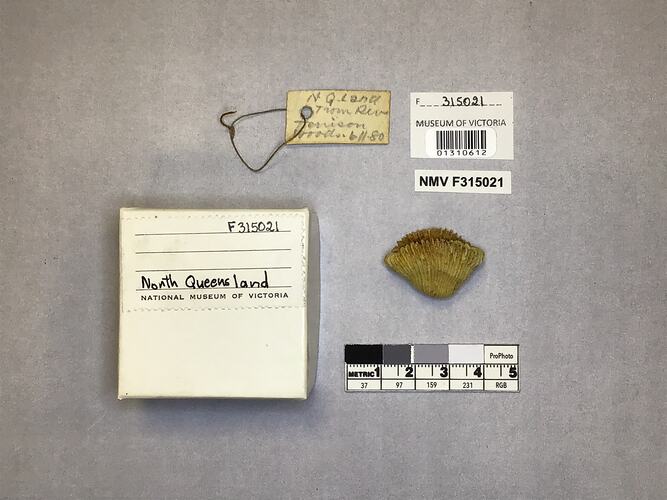 N Q.land
From Rev
Tenison
Woods. 6.11.80
F 315021
MUSEUM OF VICTORIA
01310612
NMV F315021
F315021
North Queensland
NATIONAL MUSEUM OF VICTORIA
ProPhoto
METRIC 1 2 3 4 5
37 97 159 231 RGB